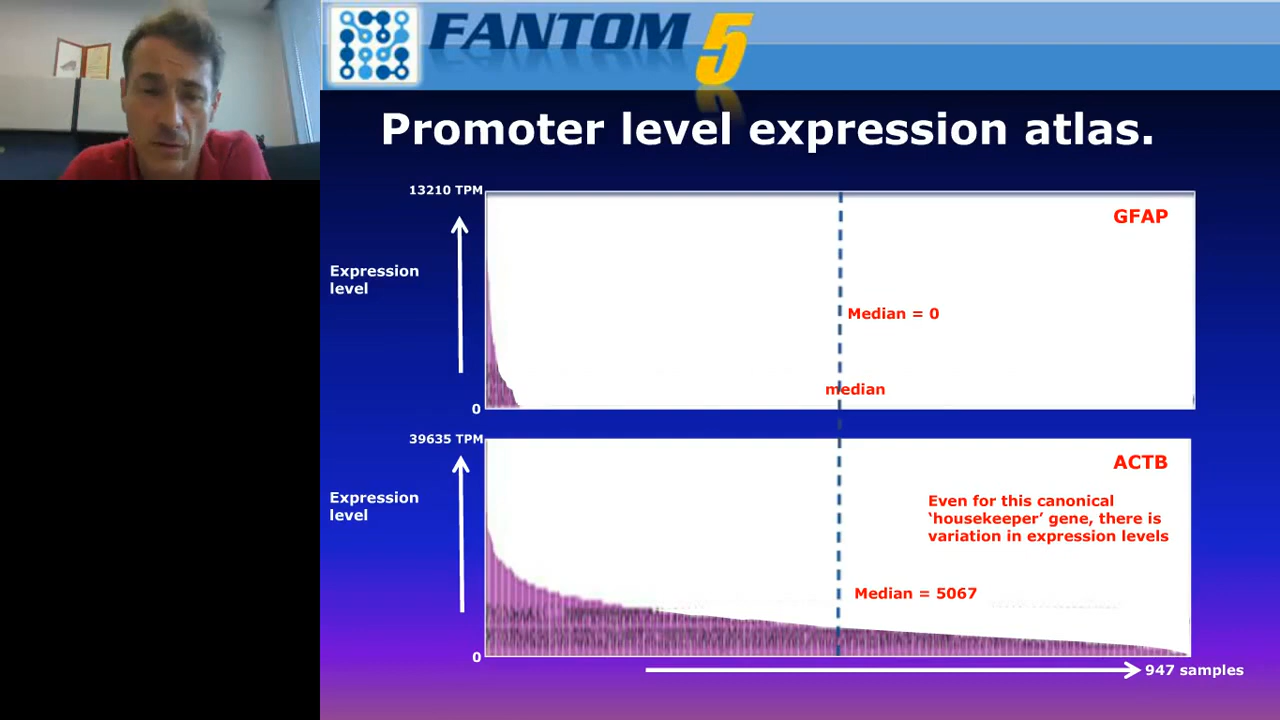 FANTOM 5
Promoter level expression atlas.
13210 TPM
GFAP
Expression
level
Median = 0
median
0
39635 TPM
ACTB
Expression
level
Even for this canonical
‘housekeeper’ gene, there is
variation in expression levels
Median = 5067
0
947 samples